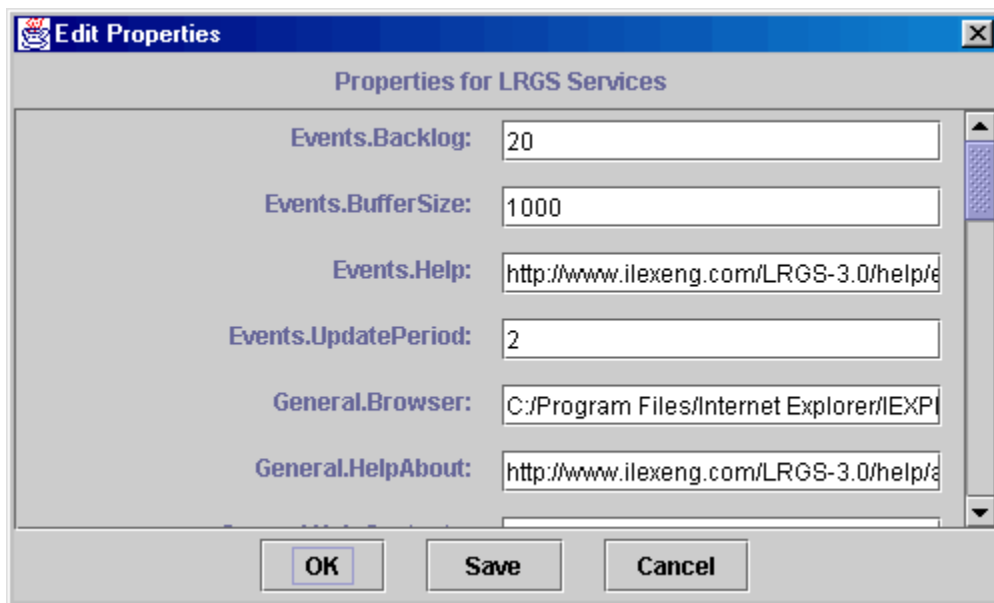 Edit Properties
Properties for LRGS Services
Events.Backlog: 20
Events.BufferSize: 1000
Events.Help: http://www.ilexeng.com/LRGS-3.0/help/e
Events.UpdatePeriod: 2
General.Browser: C:/Program Files/Internet Explorer/IEXPI
General.HelpAbout: http://www.ilexeng.com/LRGS-3.0/help/a
OK Save Cancel